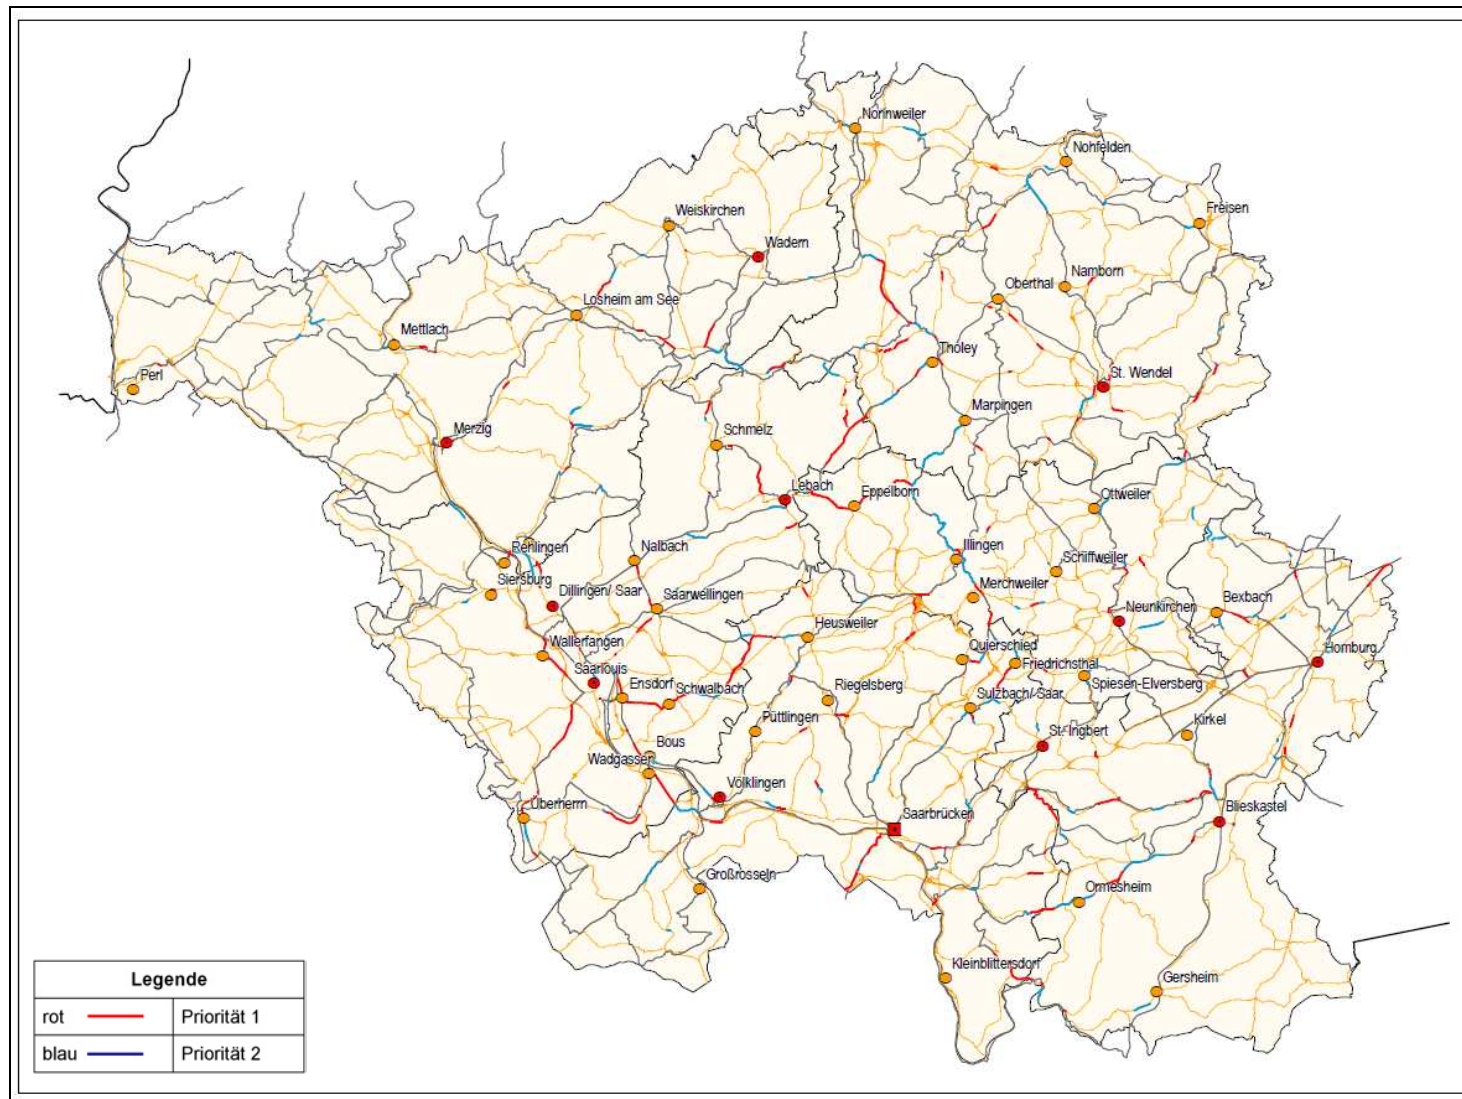 Nonnweiler
Nohfelden
Weiskirchen
Freisen
Wadern
Namborn
Oberthal
Losheim am See
Mettlach
Tholey
St. Wendel
Perl
Marpingen
Merzig
Schmelz
Lebach
Eppelborn
Ottweiler
Rehlingen
Nalbach
Illingen
Schiffweiler
Siersburg
Merchweiler
Dillingen/ Saar
Saarwellingen
Bexbach
Neunkirchen
Heusweiler
Wallerfangen
Quierschied
Homburg
Friedrichsthal
Saarlouis
Ensdorf
Schwalbach
Spiesen-Elversberg
Riegelsberg
Sulzbach/ Saar
Püttlingen
Kirkel
St. Ingbert
Bous
Wadgassen
Völklingen
Überherrn
Saarbrücken
Blieskastel
Großrosseln
Ormesheim
Kleinblittersdorf
Gersheim
Legende
rot Priorität 1
blau Priorität 2